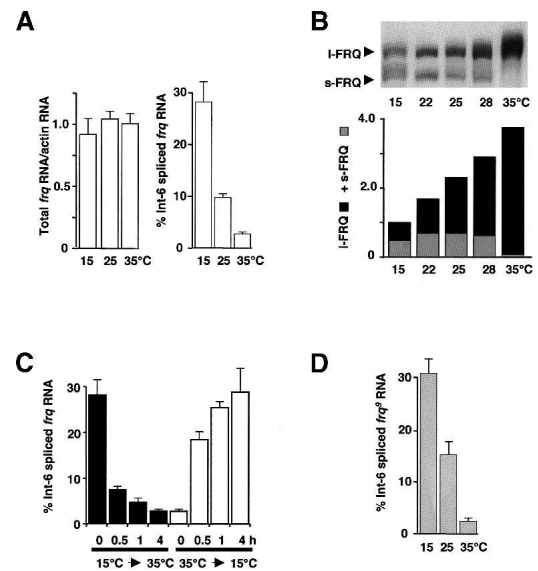 A
Total frq RNA/actin RNA
1.0
0.5
0
15 25 35°C
% Int-6 spliced frq RNA
30
20
10
0
15 25 35°C
B
l-FRQ
s-FRQ
15 22 25 28 35°C
l-FRQ + s-FRQ
4.0
2.0
0
15 22 25 28 35°C
C
% Int-6 spliced frq RNA
30
20
10
0
0 0.5 1 4 0 0.5 1 4 h
15°C ► 35°C 35°C ► 15°C
D
% Int-6 spliced frq⁹ RNA
30
20
10
0
15 25 35°C